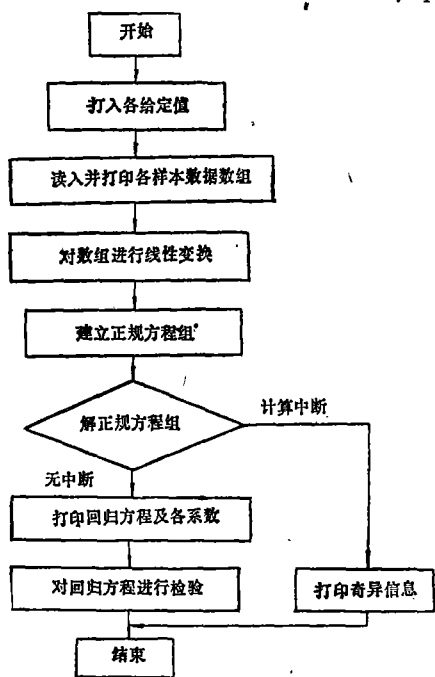 开始
打入各给定值
读入并打印各样本数据数组
对数组进行线性变换
建立正规方程组
解正规方程组
计算中断
无中断
打印回归方程及各系数
对回归方程进行检验
打印奇异信息
结束